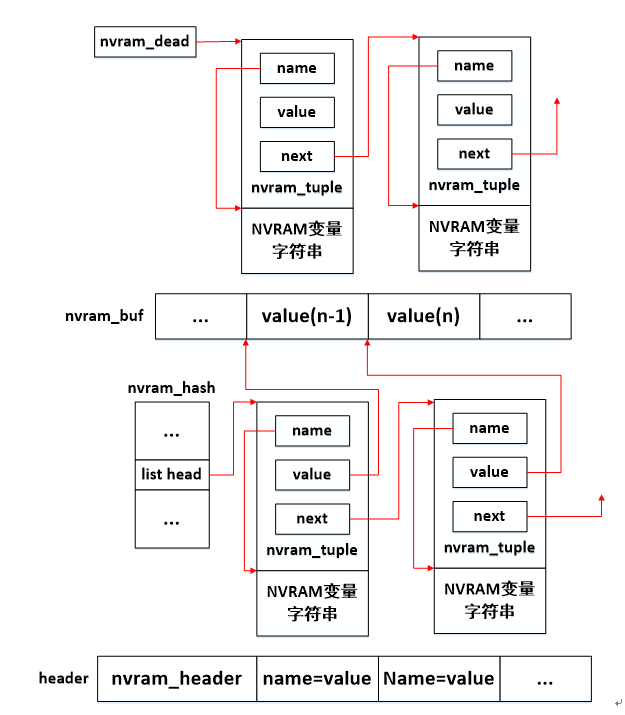 nvram_dead
name
value
next
nvram_tuple
NVRAM变量
字符串
name
value
next
nvram_tuple
NVRAM变量
字符串
nvram_buf
...
value(n-1)
value(n)
...
nvram_hash
...
list head
...
name
value
next
nvram_tuple
NVRAM变量
字符串
name
value
next
nvram_tuple
NVRAM变量
字符串
header
nvram_header
name=value
Name=value
...